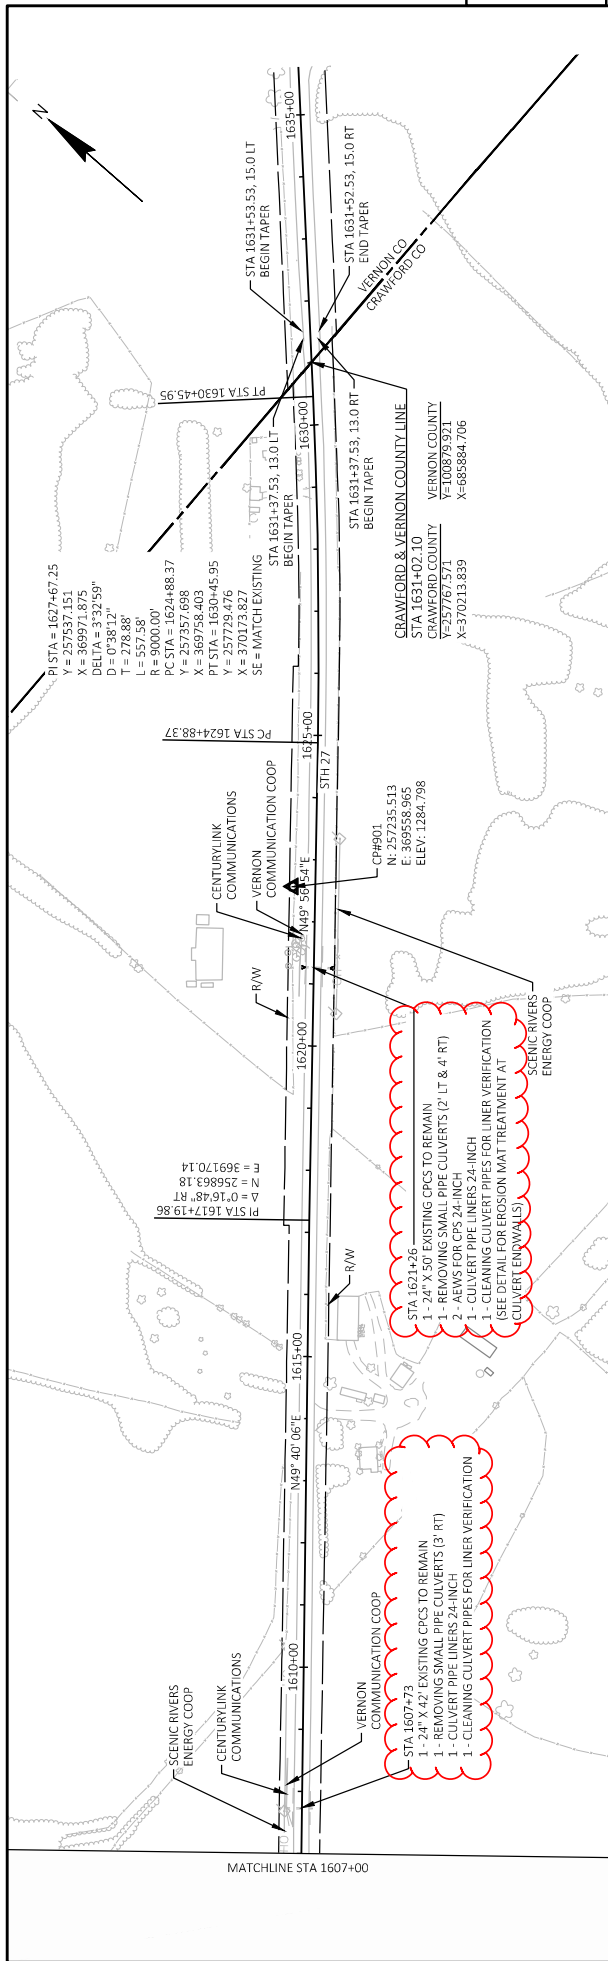 N
1635+00
STA 1631+53.53, 15.0 LT
BEGIN TAPER
STA 1631+52.53, 15.0 RT
END TAPER
VERNON CO
CRAWFORD CO
PT STA 1630+45.95
1630+00
STA 1631+37.53, 13.0 LT
BEGIN TAPER
STA 1631+37.53, 13.0 RT
BEGIN TAPER
CRAWFORD & VERNON COUNTY LINE
STA 1631+02.10
CRAWFORD COUNTY
Y=257767.571
X=370213.839
VERNON COUNTY
Y=100879.921
X=685884.706
PI STA = 1627+67.25
Y = 257537.151
X = 369971.875
DELTA = 3°32'59"
D = 0°38'12"
T = 278.88'
L = 557.58'
R = 9000.00'
PC STA = 1624+88.37
Y = 257357.698
X = 369758.403
PT STA = 1630+45.95
Y = 257729.476
X = 370173.827
SE = MATCH EXISTING
PC STA 1624+88.37
1625+00
STH 27
CENTURYLINK
COMMUNICATIONS
VERNON
COMMUNICATION COOP
CP#901
N: 257235.513
E: 369558.965
ELEV: 1284.798
N49° 56' 54"E
R/W
1620+00
SCENIC RIVERS
ENERGY COOP
STA 1621+26
1 - 24" X 50' EXISTING CPCS TO REMAIN
1 - REMOVING SMALL PIPE CULVERTS (2' LT & 4' RT)
2 - AEWS FOR CPS 24-INCH
1 - CULVERT PIPE LINERS 24-INCH
1 - CLEANING CULVERT PIPES FOR LINER VERIFICATION
(SEE DETAIL FOR EROSION MAT TREATMENT AT
CULVERT ENDWALLS)
PI STA 1617+19.86
Δ = 0°16'48" RT
N = 256863.18
E = 369170.14
R/W
1615+00
N49° 40' 06"E
1610+00
SCENIC RIVERS
ENERGY COOP
CENTURYLINK
COMMUNICATIONS
VERNON
COMMUNICATION COOP
STA 1607+73
1 - 24" X 42' EXISTING CPCS TO REMAIN
1 - REMOVING SMALL PIPE CULVERTS (3' RT)
1 - CULVERT PIPE LINERS 24-INCH
1 - CLEANING CULVERT PIPES FOR LINER VERIFICATION
MATCHLINE STA 1607+00